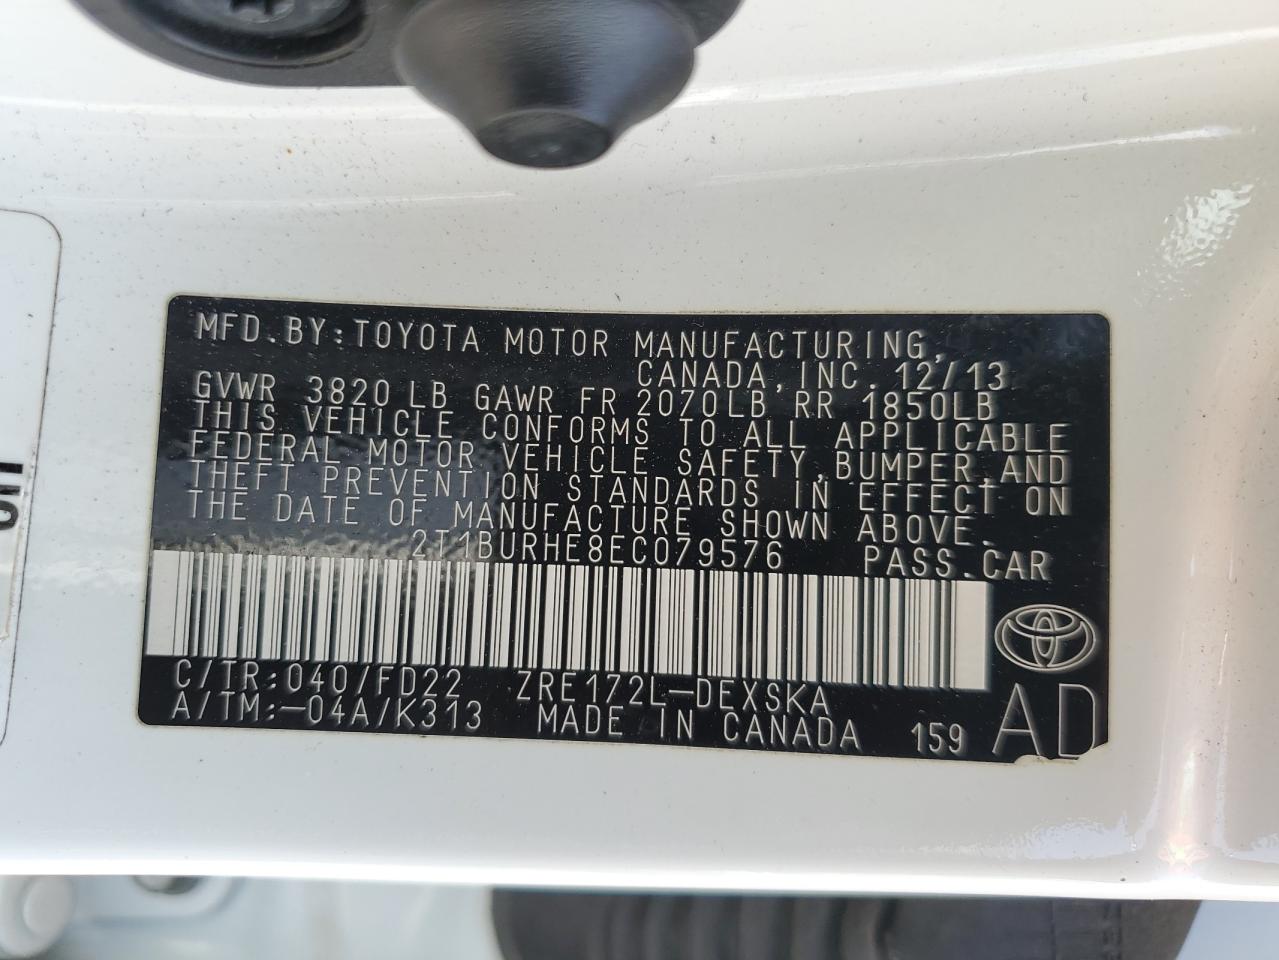 MFD.BY:TOYOTA MOTOR MANUFACTURING,
CANADA,INC. 12/13
GVWR 3820 LB GAWR FR 2070LB RR 1850LB
THIS VEHICLE CONFORMS TO ALL APPLICABLE
FEDERAL MOTOR VEHICLE SAFETY,BUMPER,AND
THEFT PREVENTION STANDARDS IN EFFECT ON
THE DATE OF MANUFACTURE SHOWN ABOVE.
2T1BURHE8EC079576 PASS.CAR
C/TR:040/FD22 ZRE172L-DEXSKA
A/TM:-04A/K313 MADE IN CANADA 159 AD